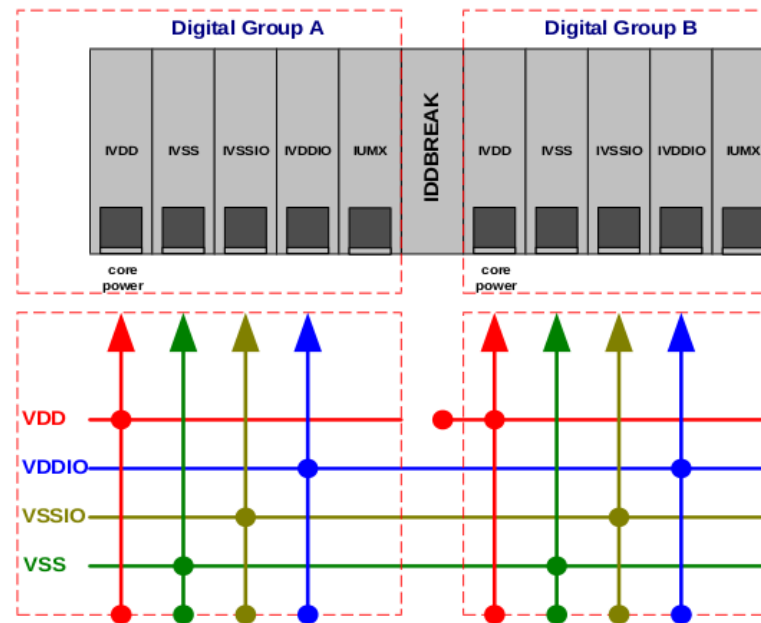 Digital Group A
Digital Group B
IVDD IVSS IVSSIO IVDDIO IUMX IDDBREAK IVDD IVSS IVSSIO IVDDIO IUMX
core
power
core
power
VDD
VDDIO
VSSIO
VSS